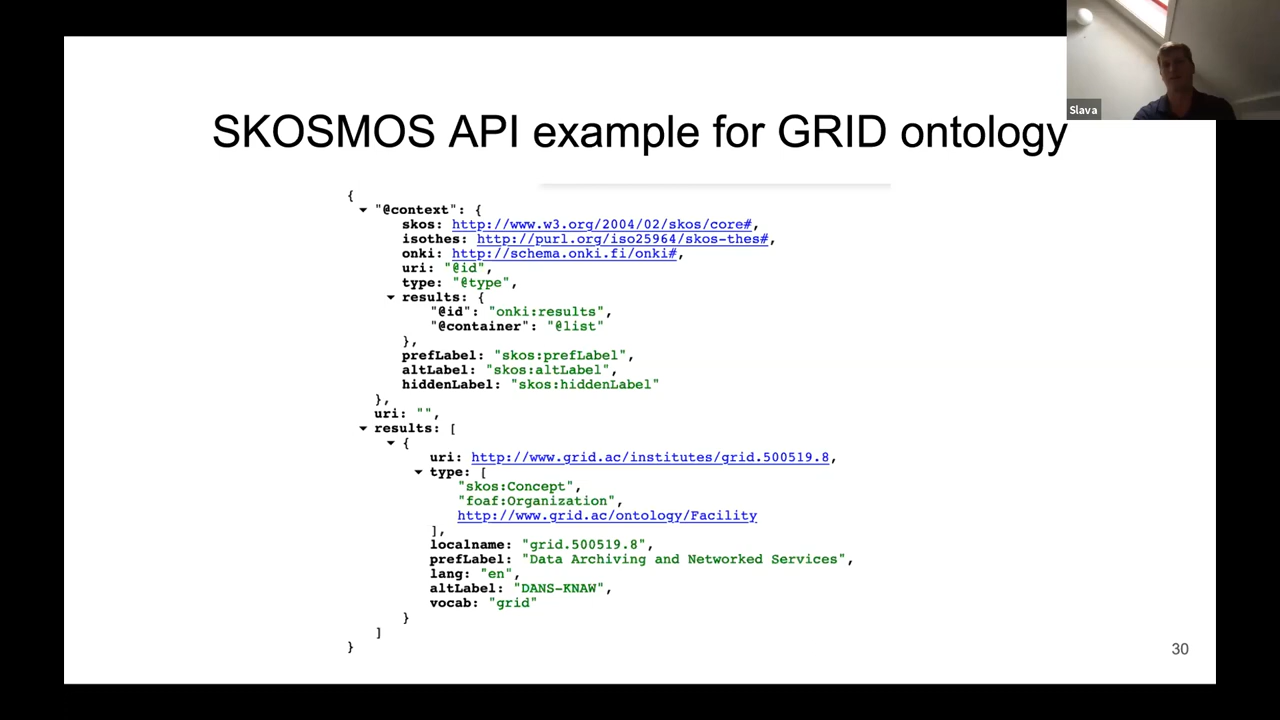 Slava
SKOSMOS API example for GRID ontology
{
"@context": {
skos: http://www.w3.org/2004/02/skos/core#,
isothes: http://purl.org/iso25964/skos-thes#,
onki: http://schema.onki.fi/onki#,
uri: "@id",
type: "@type",
results: {
"@id": "onki:results",
"@container": "@list"
},
prefLabel: "skos:prefLabel",
altLabel: "skos:altLabel",
hiddenLabel: "skos:hiddenLabel"
},
uri: "",
results: [
{
uri: http://www.grid.ac/institutes/grid.500519.8,
type: [
"skos:Concept",
"foaf:Organization",
http://www.grid.ac/ontology/Facility
],
localname: "grid.500519.8",
prefLabel: "Data Archiving and Networked Services",
lang: "en",
altLabel: "DANS-KNAW",
vocab: "grid"
}
]
}
30